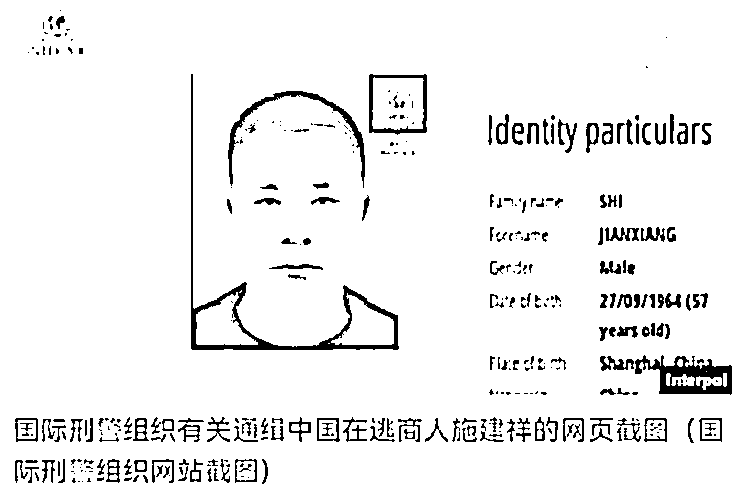 Identity particulars
Family name SHI
Forename JIANXIANG
Gender Male
Date of birth 27/09/1964 (57
years old)
Place of birth Shanghai, China
Interpol
国际刑警组织有关通缉中国在逃商人施建祥的网页截图（国
际刑警组织网站截图）